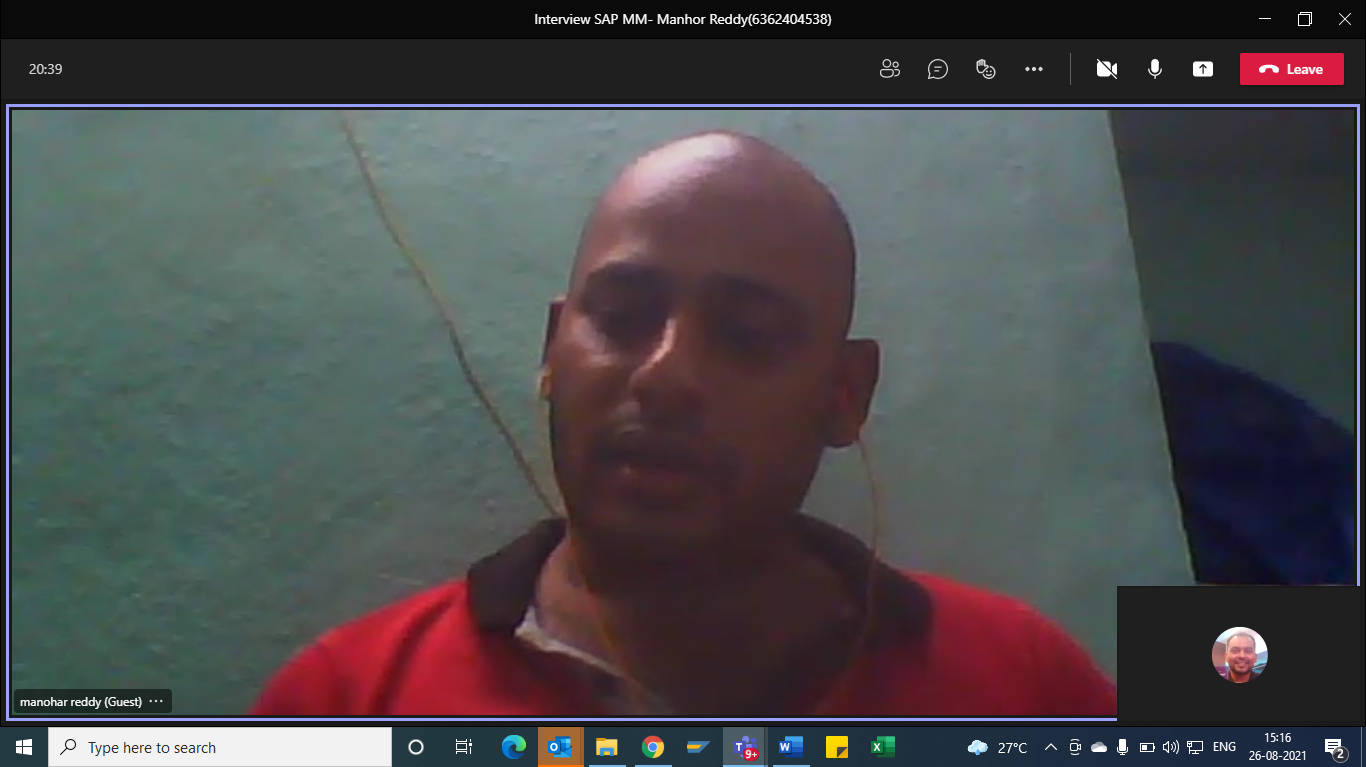 Interview SAP MM- Manhor Reddy(6362404538)
20:39
Leave
manohar reddy (Guest)
Type here to search
9+
27°C
ENG
15:16
26-08-2021
2